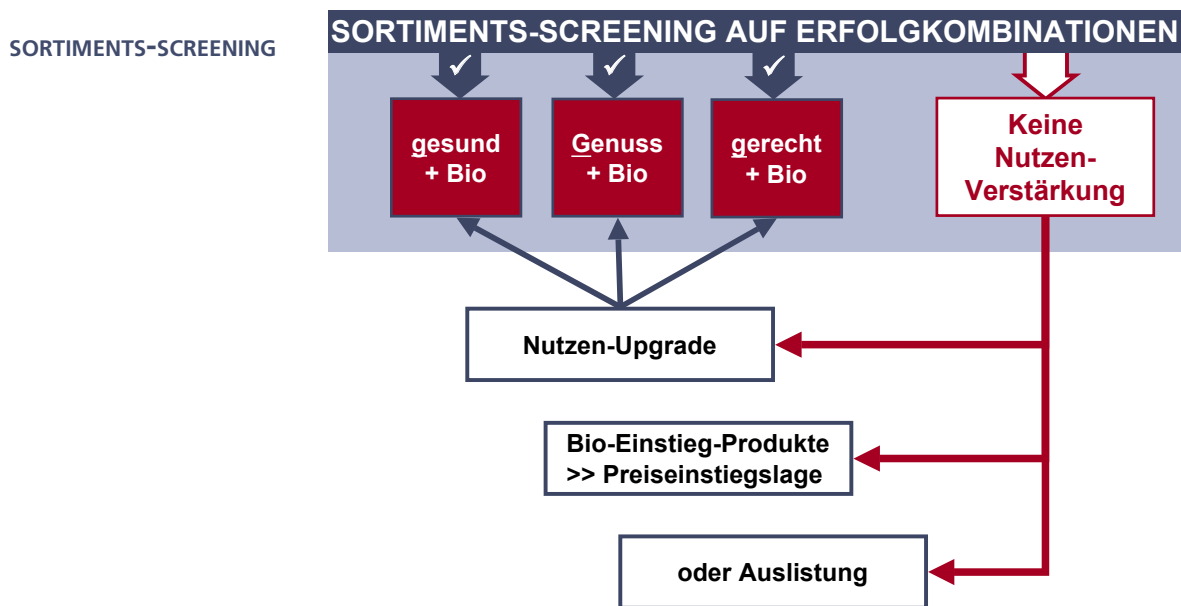 SORTIMENTS-SCREENING
SORTIMENTS-SCREENING AUF ERFOLGKOMBINATIONEN
✓ ✓ ✓
gesund
+ Bio
Genuss
+ Bio
gerecht
+ Bio
Keine
Nutzen-
Verstärkung
Nutzen-Upgrade
Bio-Einstieg-Produkte
>> Preiseinstiegslage
oder Auslistung